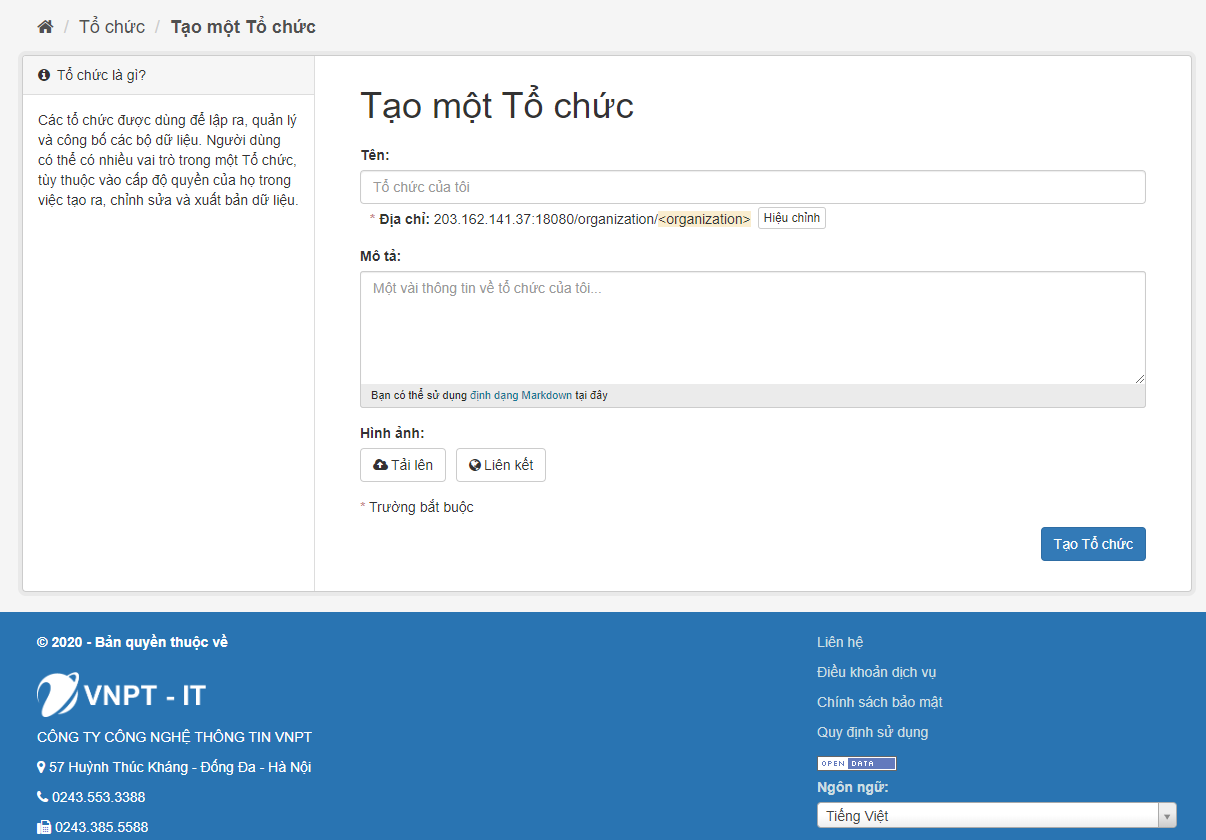 / Tổ chức / Tạo một Tổ chức
Tổ chức là gì?
Các tổ chức được dùng để lập ra, quản lý
và công bố các bộ dữ liệu. Người dùng
có thể có nhiều vai trò trong một Tổ chức,
tùy thuộc vào cấp độ quyền của họ trong
việc tạo ra, chỉnh sửa và xuất bản dữ liệu.
Tạo một Tổ chức
Tên:
Tổ chức của tôi
* Địa chỉ: 203.162.141.37:18080/organization/<organization> Hiệu chỉnh
Mô tả:
Một vài thông tin về tổ chức của tôi...
Bạn có thể sử dụng định dạng Markdown tại đây
Hình ảnh:
Tải lên Liên kết
* Trường bắt buộc
Tạo Tổ chức
© 2020 - Bản quyền thuộc về
VNPT - IT
CÔNG TY CÔNG NGHỆ THÔNG TIN VNPT
57 Huỳnh Thúc Kháng - Đống Đa - Hà Nội
0243.553.3388
0243.385.5588
Liên hệ
Điều khoản dịch vụ
Chính sách bảo mật
Quy định sử dụng
OPEN DATA
Ngôn ngữ:
Tiếng Việt